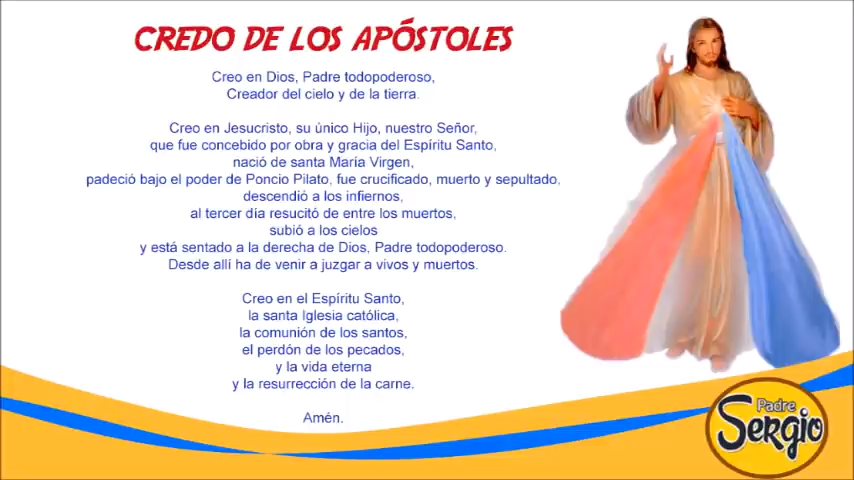 CREDO DE LOS APÓSTOLES
Creo en Dios, Padre todopoderoso,
Creador del cielo y de la tierra.
Creo en Jesucristo, su único Hijo, nuestro Señor,
que fue concebido por obra y gracia del Espíritu Santo,
nació de santa María Virgen,
padeció bajo el poder de Poncio Pilato, fue crucificado, muerto y sepultado,
descendió a los infiernos,
al tercer día resucitó de entre los muertos,
subió a los cielos
y está sentado a la derecha de Dios, Padre todopoderoso.
Desde allí ha de venir a juzgar a vivos y muertos.
Creo en el Espíritu Santo,
la santa Iglesia católica,
la comunión de los santos,
el perdón de los pecados,
y la vida eterna
y la resurrección de la carne.
Amén.
Padre
Sergio